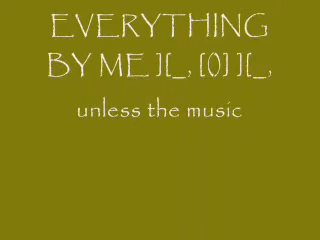 EVERYTHING
BY ME ][_, [0] ][_,
unless the music